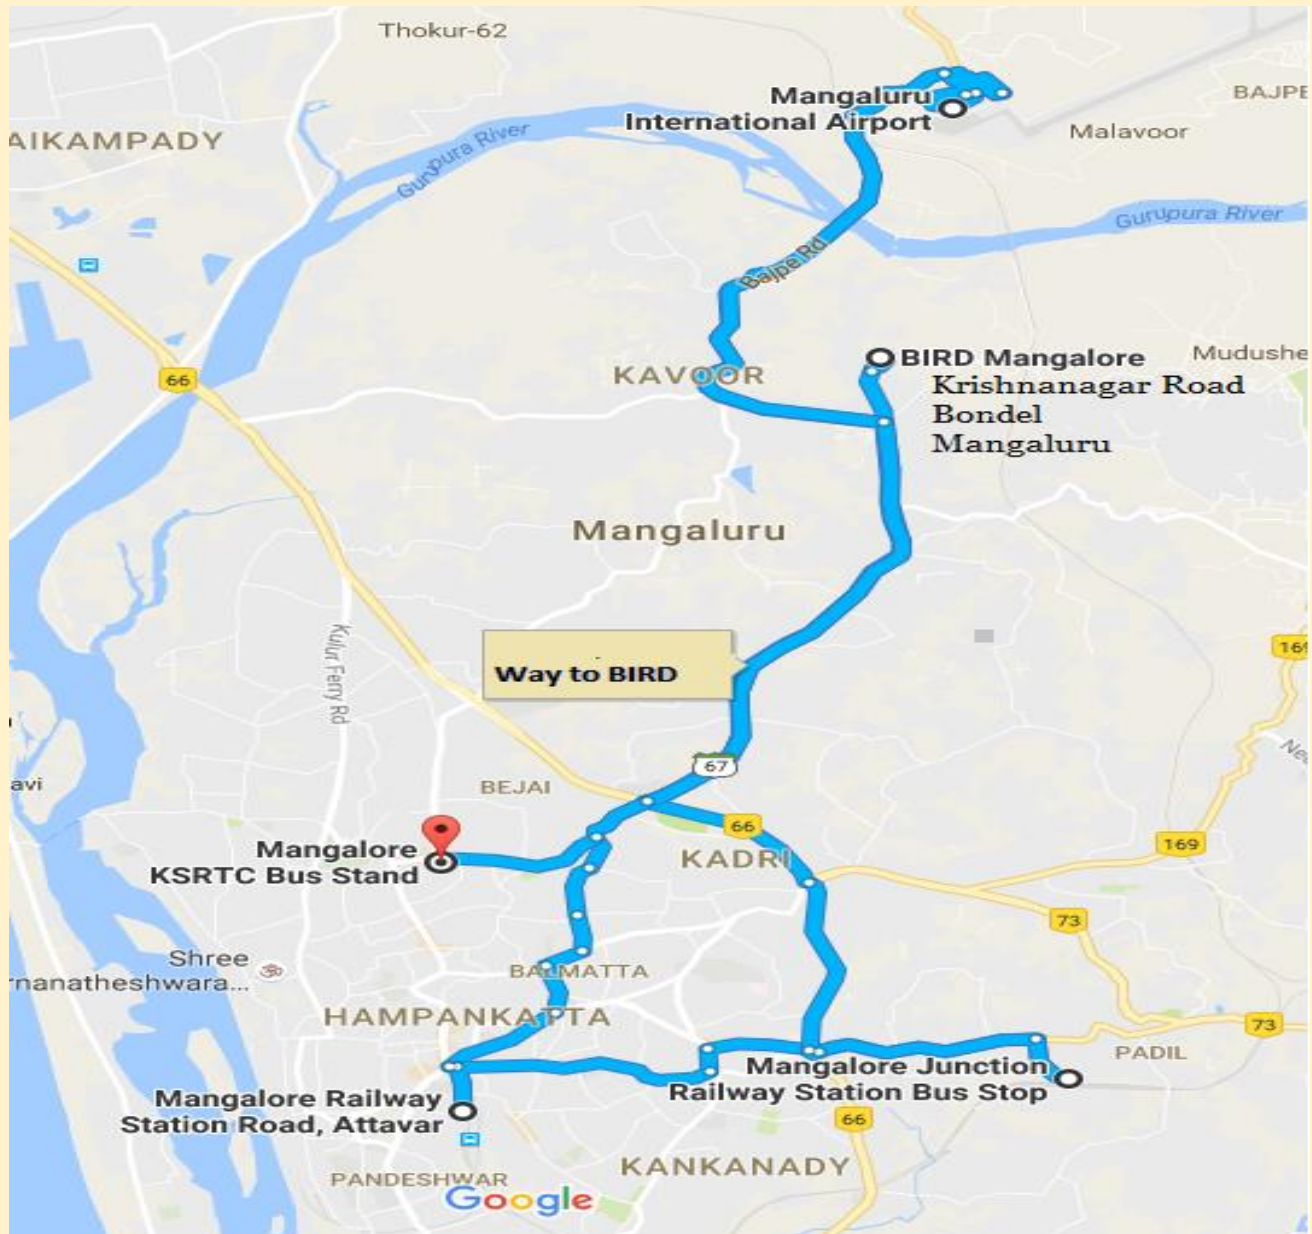 Thokur-62
Mangaluru
International Airport
BAJPE
Malavoor
AIKAMPADY
Gurupura River
Gurupura River
Bajpe Rd
66
KAVOOR
BIRD Mangalore
Krishnanagar Road
Bondel
Mangaluru
Mudushe
Mangaluru
Kulur Ferry Rd
Way to BIRD
169
67
avi
BEJAI
66
KADRI
169
Mangalore
KSRTC Bus Stand
73
Shree
rnanatheshwara...
BALMATTA
HAMPANKATTA
73
PADIL
Mangalore Junction
Railway Station Bus Stop
Mangalore Railway
Station Road, Attavar
66
KANKANADY
PANDESHWAR
Google